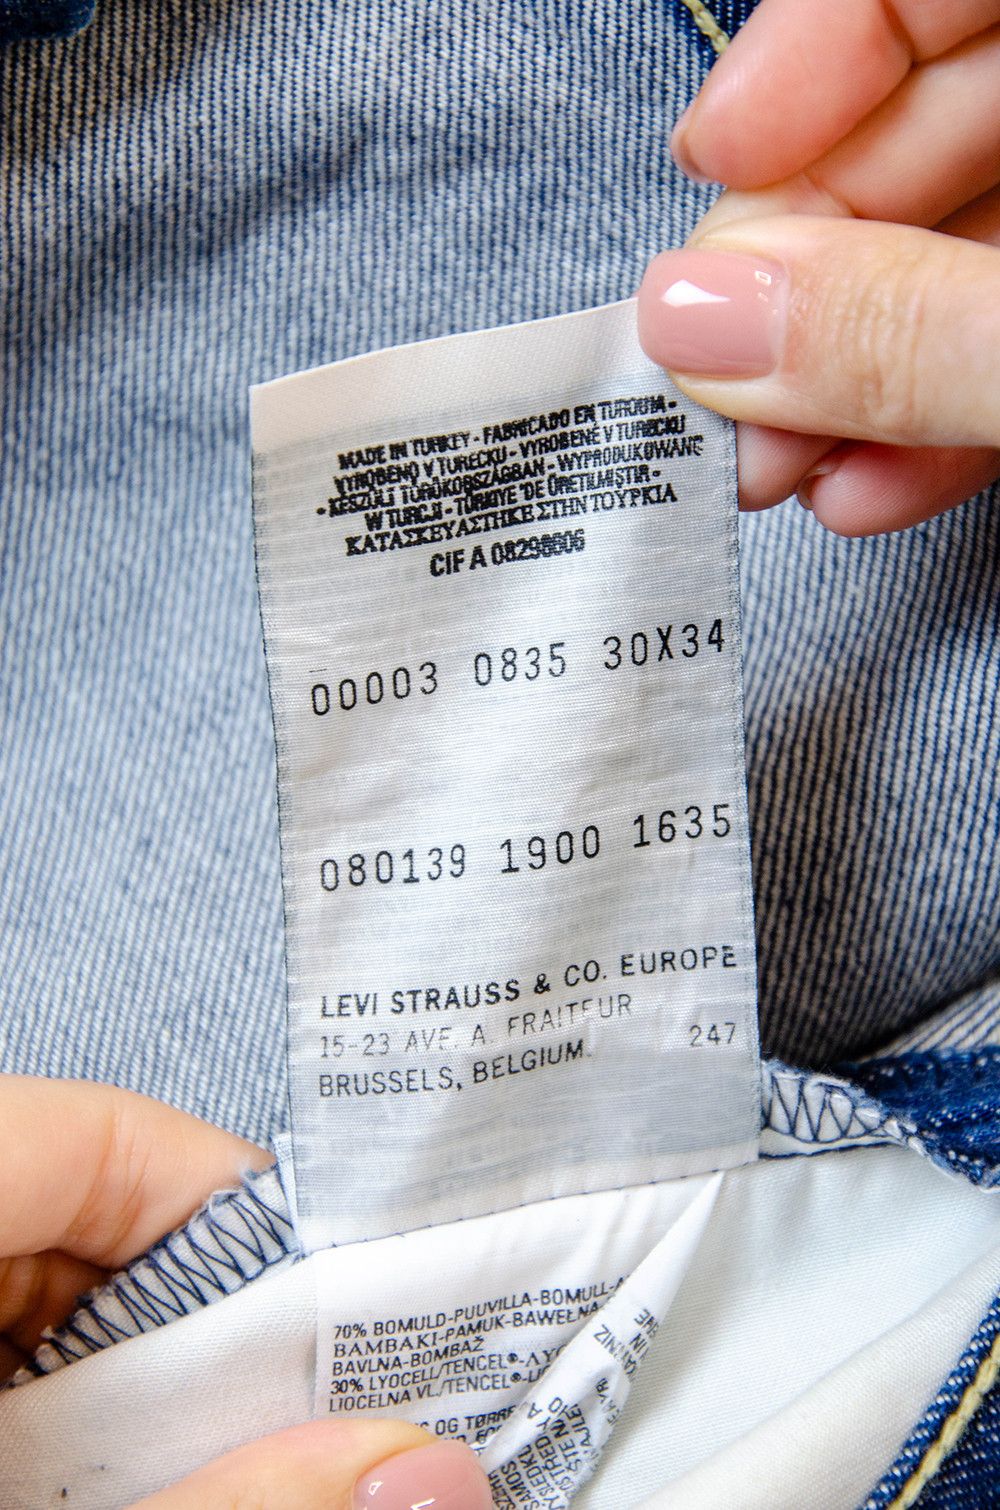 MADE IN TURKEY - FABRICADO EN TURQUIA -
VYROBENO V TURECKU - VYROBENÉ V TURECKU
- KÉSZÜLT TÖRÖKORSZÁGBAN - WYPRODUKOWANE
W TURCJI - TÜRKIYE 'DE ÜRETILMIŞTIR -
ΚΑΤΑΣΚΕΥΑΣΤΗΚΕ ΣΤΗΝ ΤΟΥΡΚΙΑ
CIF A 08298606
00003 0835 30X34
080139 1900 1635
LEVI STRAUSS & CO. EUROPE
15-23 AVE. A. FRAITEUR
BRUSSELS, BELGIUM. 247
70% BOMULD-PUUVILLA-BOMULL-
BAMBAKI-PAMUK-BAWEŁNA-
BAVLNA-BOMBAŽ
30% LYOCELL/TENCEL®-
LIOCELNA VL./TENCEL®-
OG TØRRE